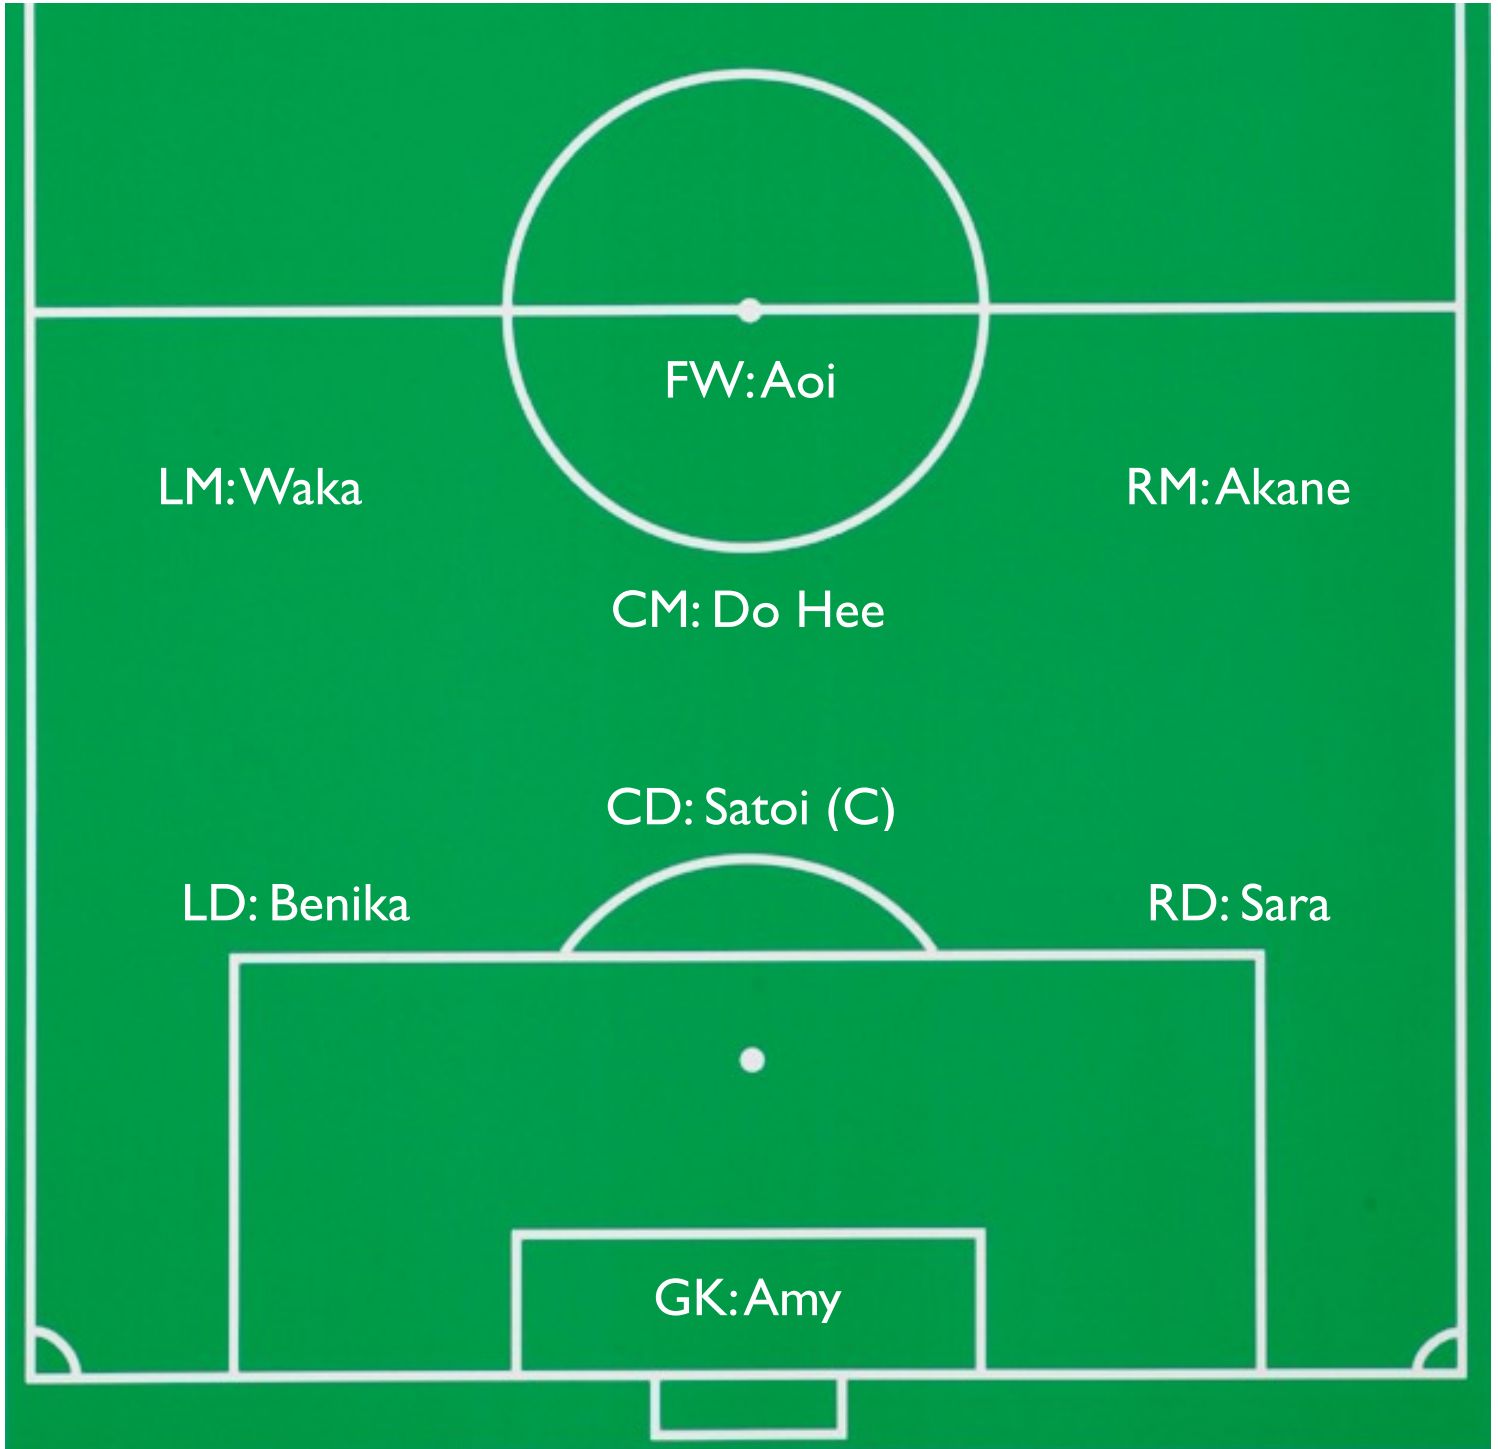 FW: Aoi
LM: Waka
RM: Akane
CM: Do Hee
CD: Satoi (C)
LD: Benika
RD: Sara
GK: Amy